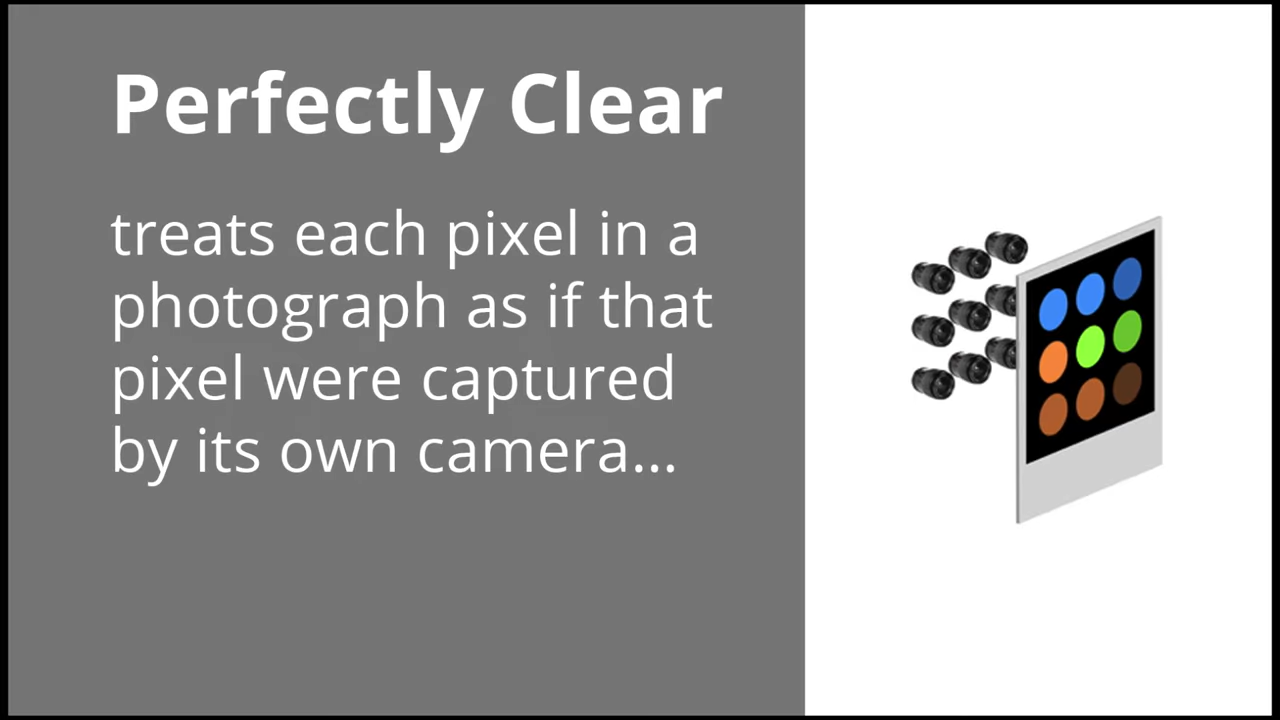 Perfectly Clear
treats each pixel in a
photograph as if that
pixel were captured
by its own camera...